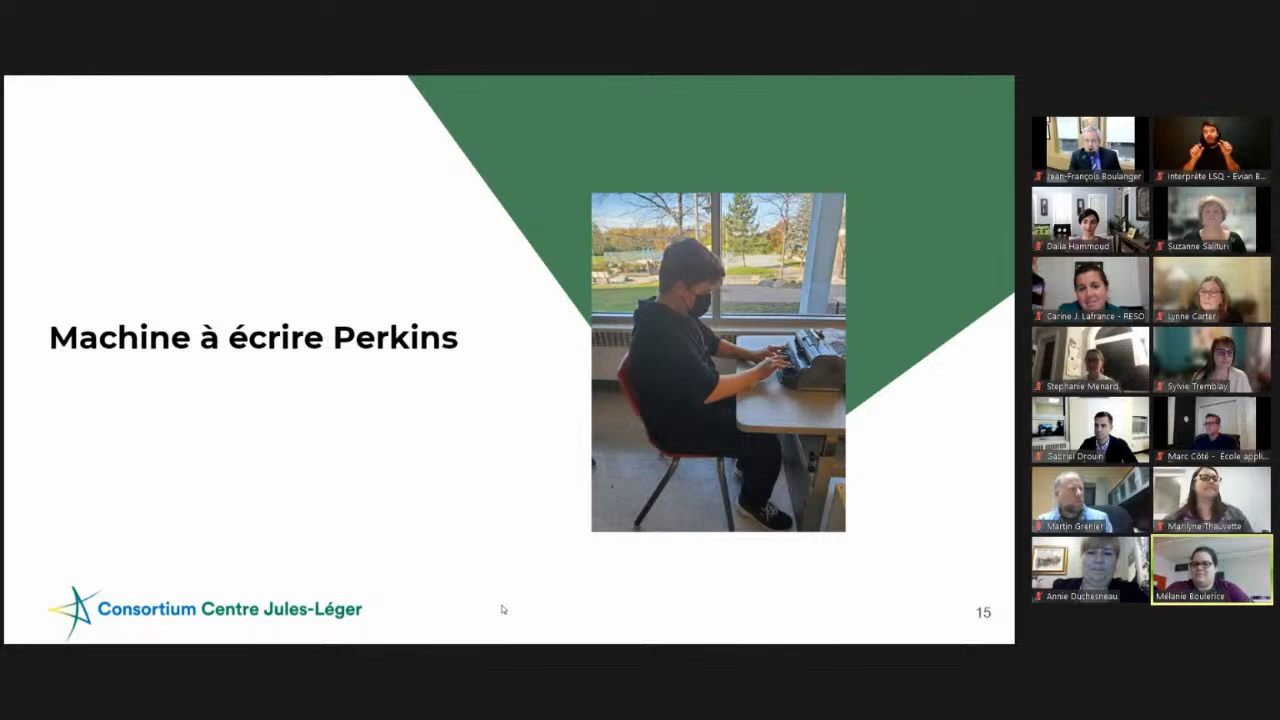 Machine à écrire Perkins
Consortium Centre Jules-Léger
15
Jean-François Boulanger
Interprète LSQ - Evian B...
Dalia Hammoud
Suzanne Salituri
Carine J. Lafrance - RESO
Lynne Carter
Stephanie Menard
Sylvie Tremblay
Gabriel Drouin
Marc Côté - École appli...
Martin Grenier
Marilyne Thauvette
Annie Duchesneau
Mélanie Boulerice